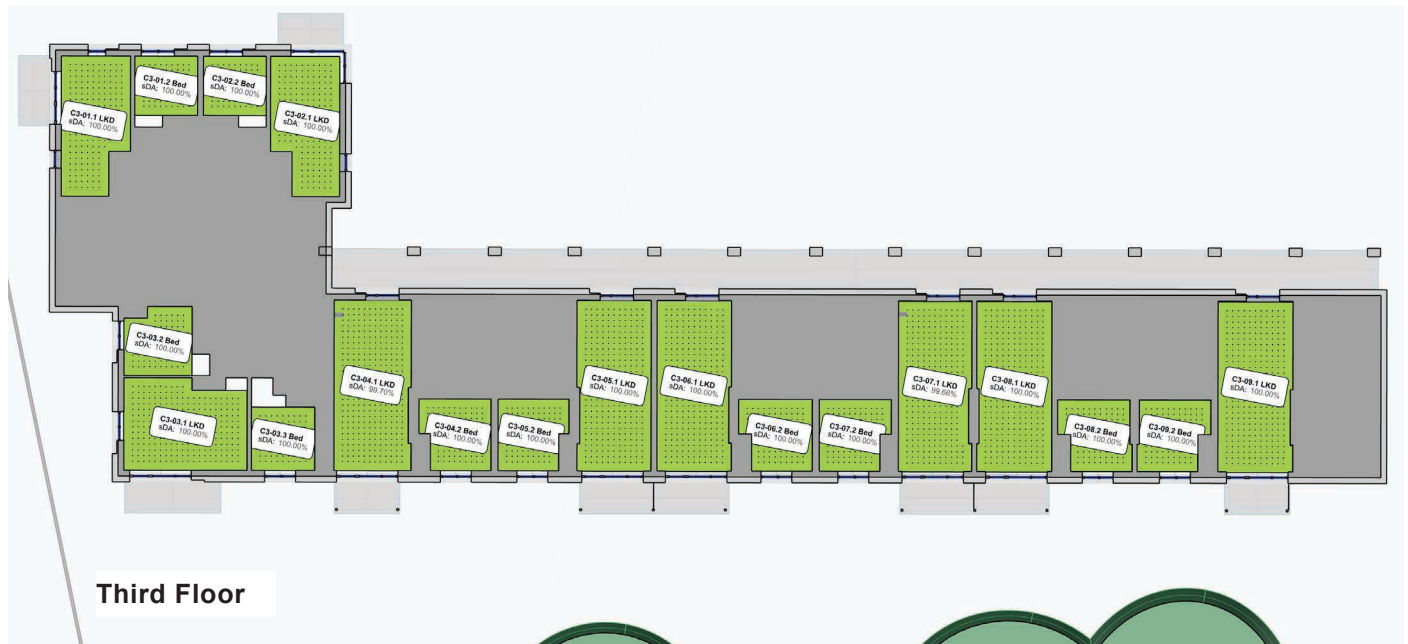 C3-01.1 LKD
sDA: 100.00%
C3-01.2 Bed
sDA: 100.00%
C3-02.2 Bed
sDA: 100.00%
C3-02.1 LKD
sDA: 100.00%
C3-03.2 Bed
sDA: 100.00%
C3-03.1 LKD
sDA: 100.00%
C3-03.3 Bed
sDA: 100.00%
C3-04.1 LKD
sDA: 99.70%
C3-04.2 Bed
sDA: 100.00%
C3-05.2 Bed
sDA: 100.00%
C3-05.1 LKD
sDA: 100.00%
C3-06.1 LKD
sDA: 100.00%
C3-06.2 Bed
sDA: 100.00%
C3-07.2 Bed
sDA: 100.00%
C3-07.1 LKD
sDA: 99.66%
C3-08.1 LKD
sDA: 100.00%
C3-08.2 Bed
sDA: 100.00%
C3-09.2 Bed
sDA: 100.00%
C3-09.1 LKD
sDA: 100.00%
Third Floor